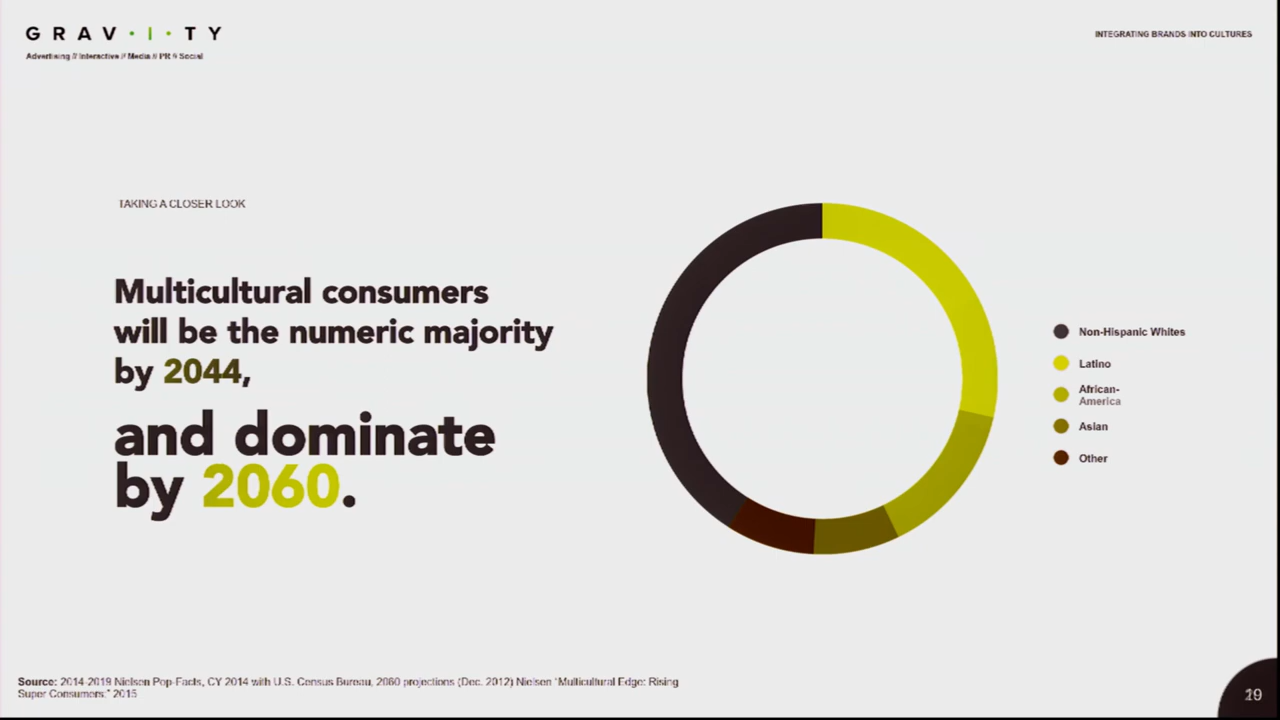 GRAV·I·TY
Advertising // Interactive // Media // PR & Social
INTEGRATING BRANDS INTO CULTURES
TAKING A CLOSER LOOK
Multicultural consumers
will be the numeric majority
by 2044,
and dominate
by 2060.
Non-Hispanic Whites
Latino
African-
America
Asian
Other
Source: 2014-2019 Nielsen Pop-Facts, CY 2014 with U.S. Census Bureau, 2060 projections (Dec. 2012) Nielsen "Multicultural Edge: Rising
Super Consumers:" 2015
19